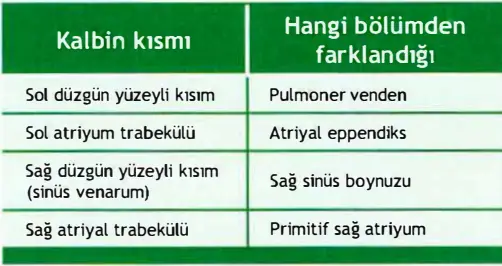 Kalbin kısmı
Hangi bölümden
farklandığı
Sol düzgün yüzeyli kısım
Pulmoner venden
Sol atriyum trabekülü
Atriyal eppendiks
Sağ düzgün yüzeyli kısım
(sinüs venarum)
Sağ sinüs boynuzu
Sağ atriyal trabekülü
Primitif sağ atriyum